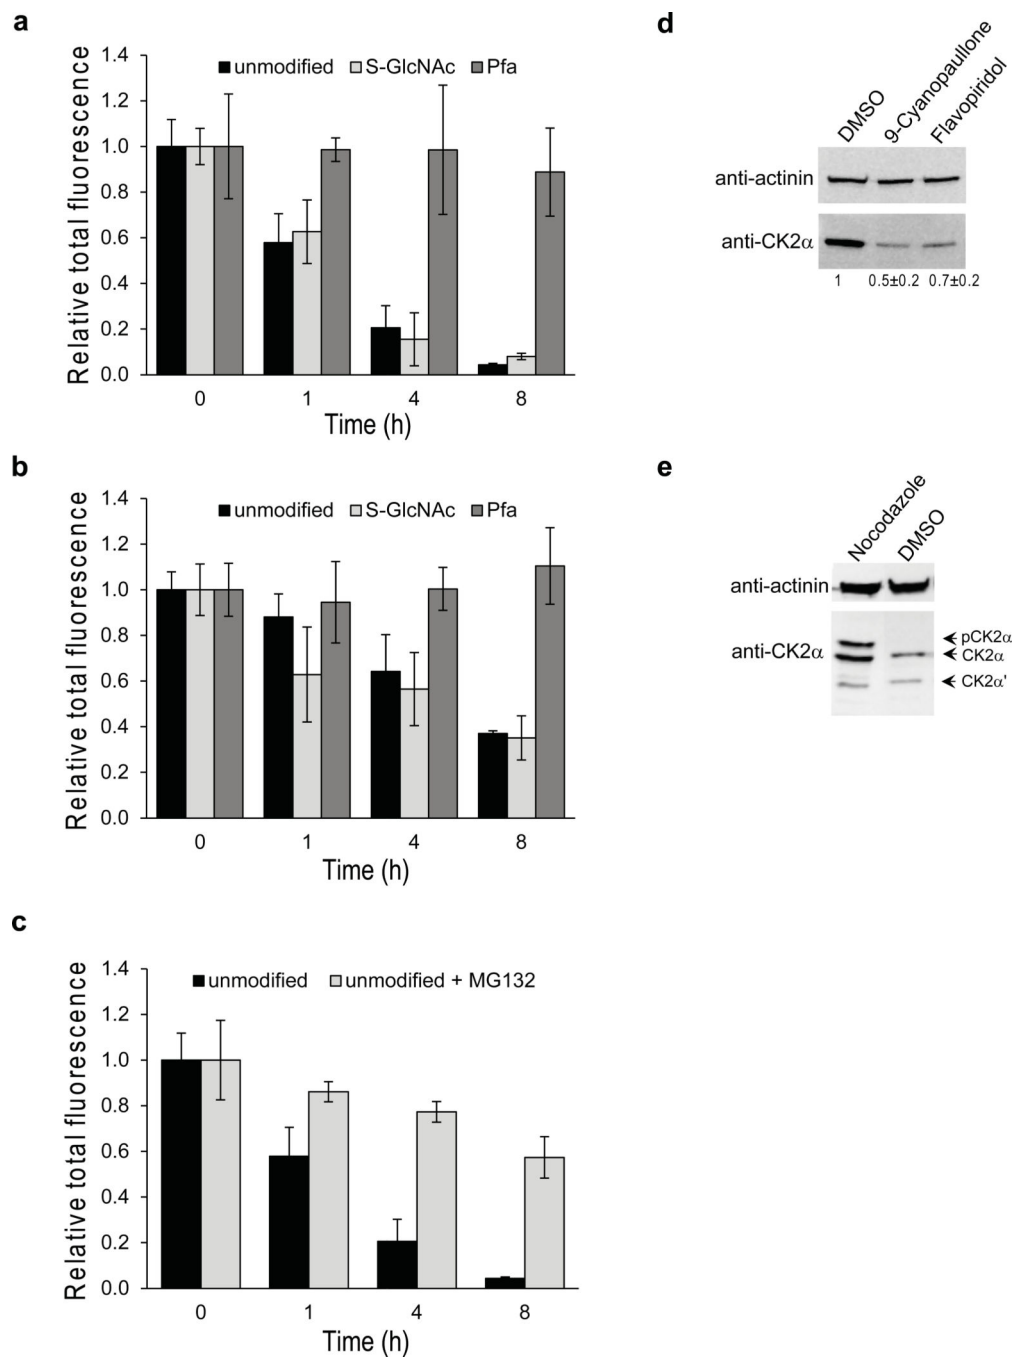 a
unmodified S-GlcNAc Pfa
Relative total fluorescence
1.4
1.2
1.0
0.8
0.6
0.4
0.2
0.0
0 1 4 8
Time (h)
b
unmodified S-GlcNAc Pfa
Relative total fluorescence
1.4
1.2
1.0
0.8
0.6
0.4
0.2
0.0
0 1 4 8
Time (h)
c
unmodified unmodified + MG132
Relative total fluorescence
1.4
1.2
1.0
0.8
0.6
0.4
0.2
0.0
0 1 4 8
Time (h)
d
DMSO 9-Cyanopaullone Flavopiridol
anti-actinin
anti-CK2α
1 0.5±0.2 0.7±0.2
e
Nocodazole DMSO
anti-actinin
anti-CK2α
pCK2α
CK2α
CK2α'